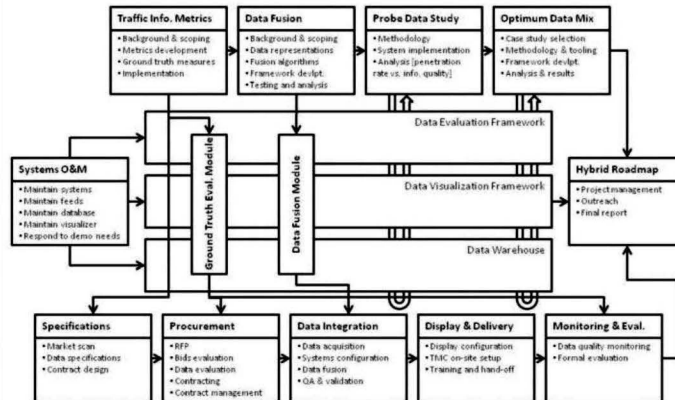 Traffic Info. Metrics
• Background & scoping
• Metrics development
• Ground truth measures
• Implementation
Data Fusion
• Background & scoping
• Data representations
• Fusion algorithms
• Framework devlpt.
• Testing and analysis
Probe Data Study
• Methodology
• System implementation
• Analysis [penetration
rate vs. info. quality]
Optimum Data Mix
• Case study selection
• Methodology & tooling
• Framework devlpt.
• Analysis & results
Data Evaluation Framework
Systems O&M
• Maintain systems
• Maintain feeds
• Maintain database
• Maintain visualizer
• Respond to demo needs
Ground Truth Eval. Module
Data Fusion Module
Data Visualization Framework
Hybrid Roadmap
• Project management
• Outreach
• Final report
Data Warehouse
Specifications
• Market scan
• Data specifications
• Contract design
Procurement
• RFP
• Bids evaluation
• Data evaluation
• Contracting
• Contract management
Data Integration
• Data acquisition
• Systems configuration
• Data fusion
• QA & validation
Display & Delivery
• Display configuration
• TMC on-site setup
• Training and hand-off
Monitoring & Eval.
• Data quality monitoring
• Formal evaluation